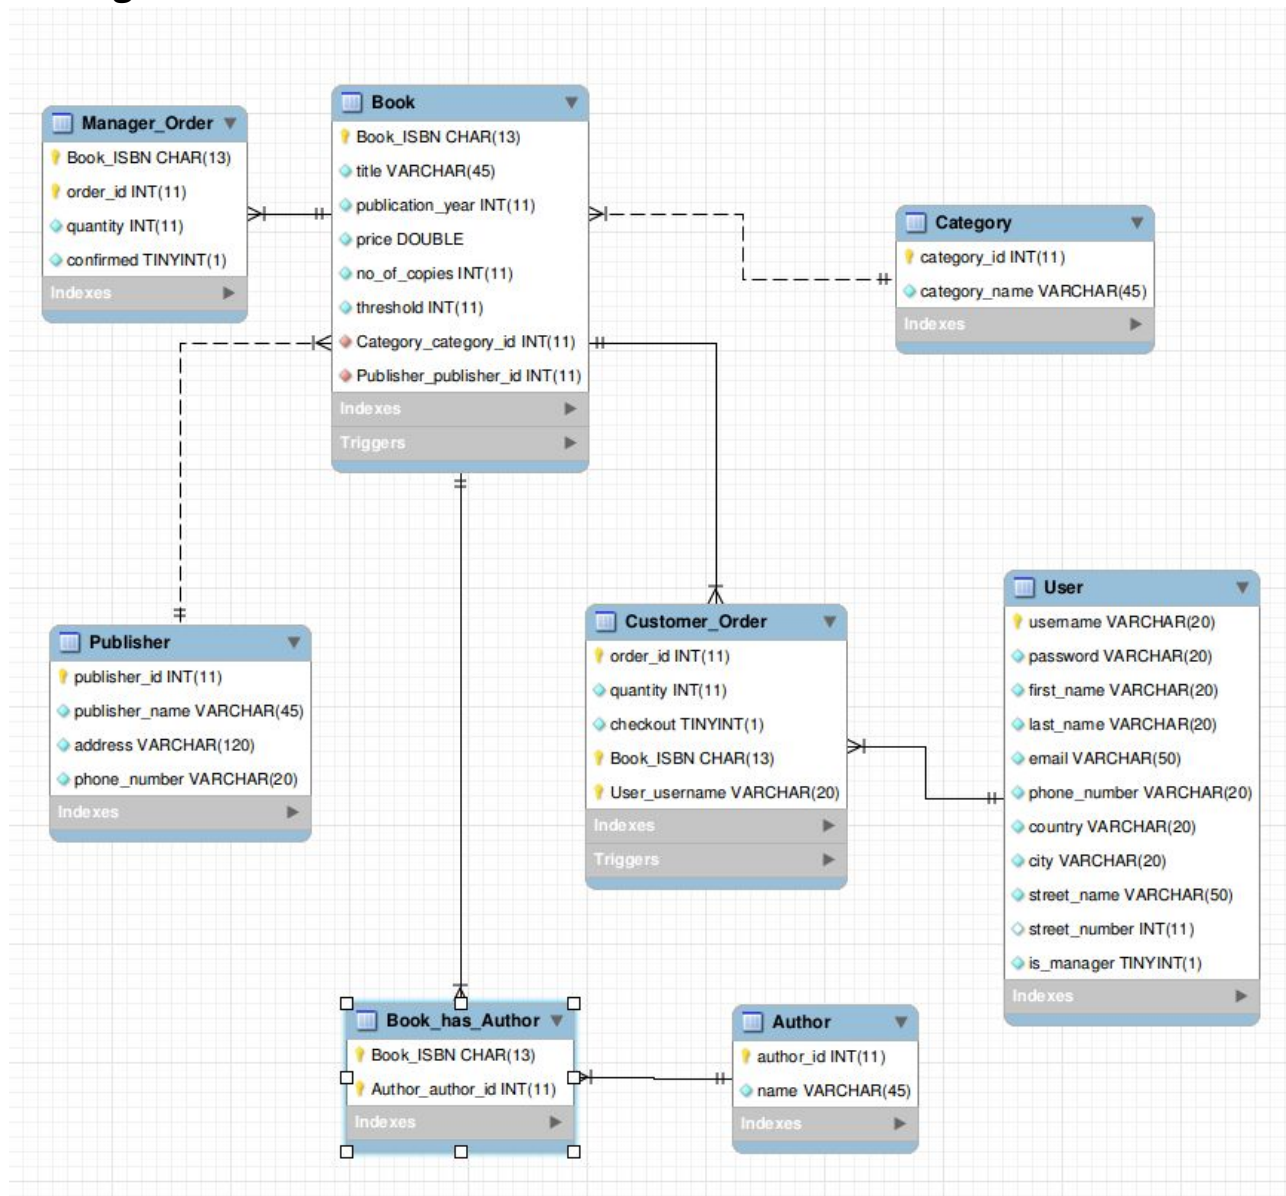 Manager_Order
Book_ISBN CHAR(13)
order_id INT(11)
quantity INT(11)
confirmed TINYINT(1)
Indexes
Book
Book_ISBN CHAR(13)
title VARCHAR(45)
publication_year INT(11)
price DOUBLE
no_of_copies INT(11)
threshold INT(11)
Category_category_id INT(11)
Publisher_publisher_id INT(11)
Indexes
Triggers
Category
category_id INT(11)
category_name VARCHAR(45)
Indexes
Publisher
publisher_id INT(11)
publisher_name VARCHAR(45)
address VARCHAR(120)
phone_number VARCHAR(20)
Indexes
Customer_Order
order_id INT(11)
quantity INT(11)
checkout TINYINT(1)
Book_ISBN CHAR(13)
User_username VARCHAR(20)
Indexes
Triggers
User
username VARCHAR(20)
password VARCHAR(20)
first_name VARCHAR(20)
last_name VARCHAR(20)
email VARCHAR(50)
phone_number VARCHAR(20)
country VARCHAR(20)
city VARCHAR(20)
street_name VARCHAR(50)
street_number INT(11)
is_manager TINYINT(1)
Indexes
Book_has_Author
Book_ISBN CHAR(13)
Author_author_id INT(11)
Indexes
Author
author_id INT(11)
name VARCHAR(45)
Indexes